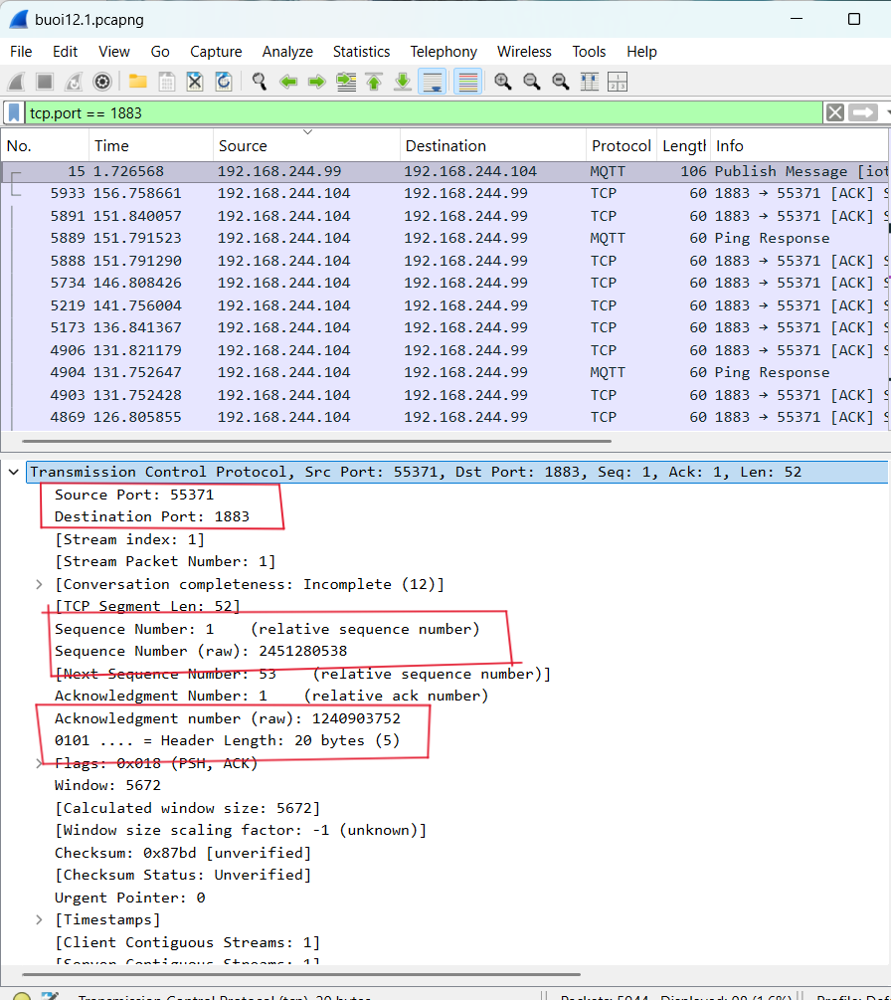 buoi12.1.pcapng
File Edit View Go Capture Analyze Statistics Telephony Wireless Tools Help
tcp.port == 1883
No. Time Source Destination Protocol Lengt Info
15 1.726568 192.168.244.99 192.168.244.104 MQTT 106 Publish Message [iot
5933 156.758661 192.168.244.104 192.168.244.99 TCP 60 1883 → 55371 [ACK] S
5891 151.840057 192.168.244.104 192.168.244.99 TCP 60 1883 → 55371 [ACK] S
5889 151.791523 192.168.244.104 192.168.244.99 MQTT 60 Ping Response
5888 151.791290 192.168.244.104 192.168.244.99 TCP 60 1883 → 55371 [ACK] S
5734 146.808426 192.168.244.104 192.168.244.99 TCP 60 1883 → 55371 [ACK] S
5219 141.756004 192.168.244.104 192.168.244.99 TCP 60 1883 → 55371 [ACK] S
5173 136.841367 192.168.244.104 192.168.244.99 TCP 60 1883 → 55371 [ACK] S
4906 131.821179 192.168.244.104 192.168.244.99 TCP 60 1883 → 55371 [ACK] S
4904 131.752647 192.168.244.104 192.168.244.99 MQTT 60 Ping Response
4903 131.752428 192.168.244.104 192.168.244.99 TCP 60 1883 → 55371 [ACK] S
4869 126.805855 192.168.244.104 192.168.244.99 TCP 60 1883 → 55371 [ACK] S
Transmission Control Protocol, Src Port: 55371, Dst Port: 1883, Seq: 1, Ack: 1, Len: 52
Source Port: 55371
Destination Port: 1883
[Stream index: 1]
[Stream Packet Number: 1]
[Conversation completeness: Incomplete (12)]
[TCP Segment Len: 52]
Sequence Number: 1 (relative sequence number)
Sequence Number (raw): 2451280538
[Next Sequence Number: 53 (relative sequence number)]
Acknowledgment Number: 1 (relative ack number)
Acknowledgment number (raw): 1240903752
0101 .... = Header Length: 20 bytes (5)
Flags: 0x018 (PSH, ACK)
Window: 5672
[Calculated window size: 5672]
[Window size scaling factor: -1 (unknown)]
Checksum: 0x87bd [unverified]
[Checksum Status: Unverified]
Urgent Pointer: 0
[Timestamps]
[Client Contiguous Streams: 1]
[Server Contiguous Streams: 1]
Transmission Control Protocol (tcp), 20 bytes